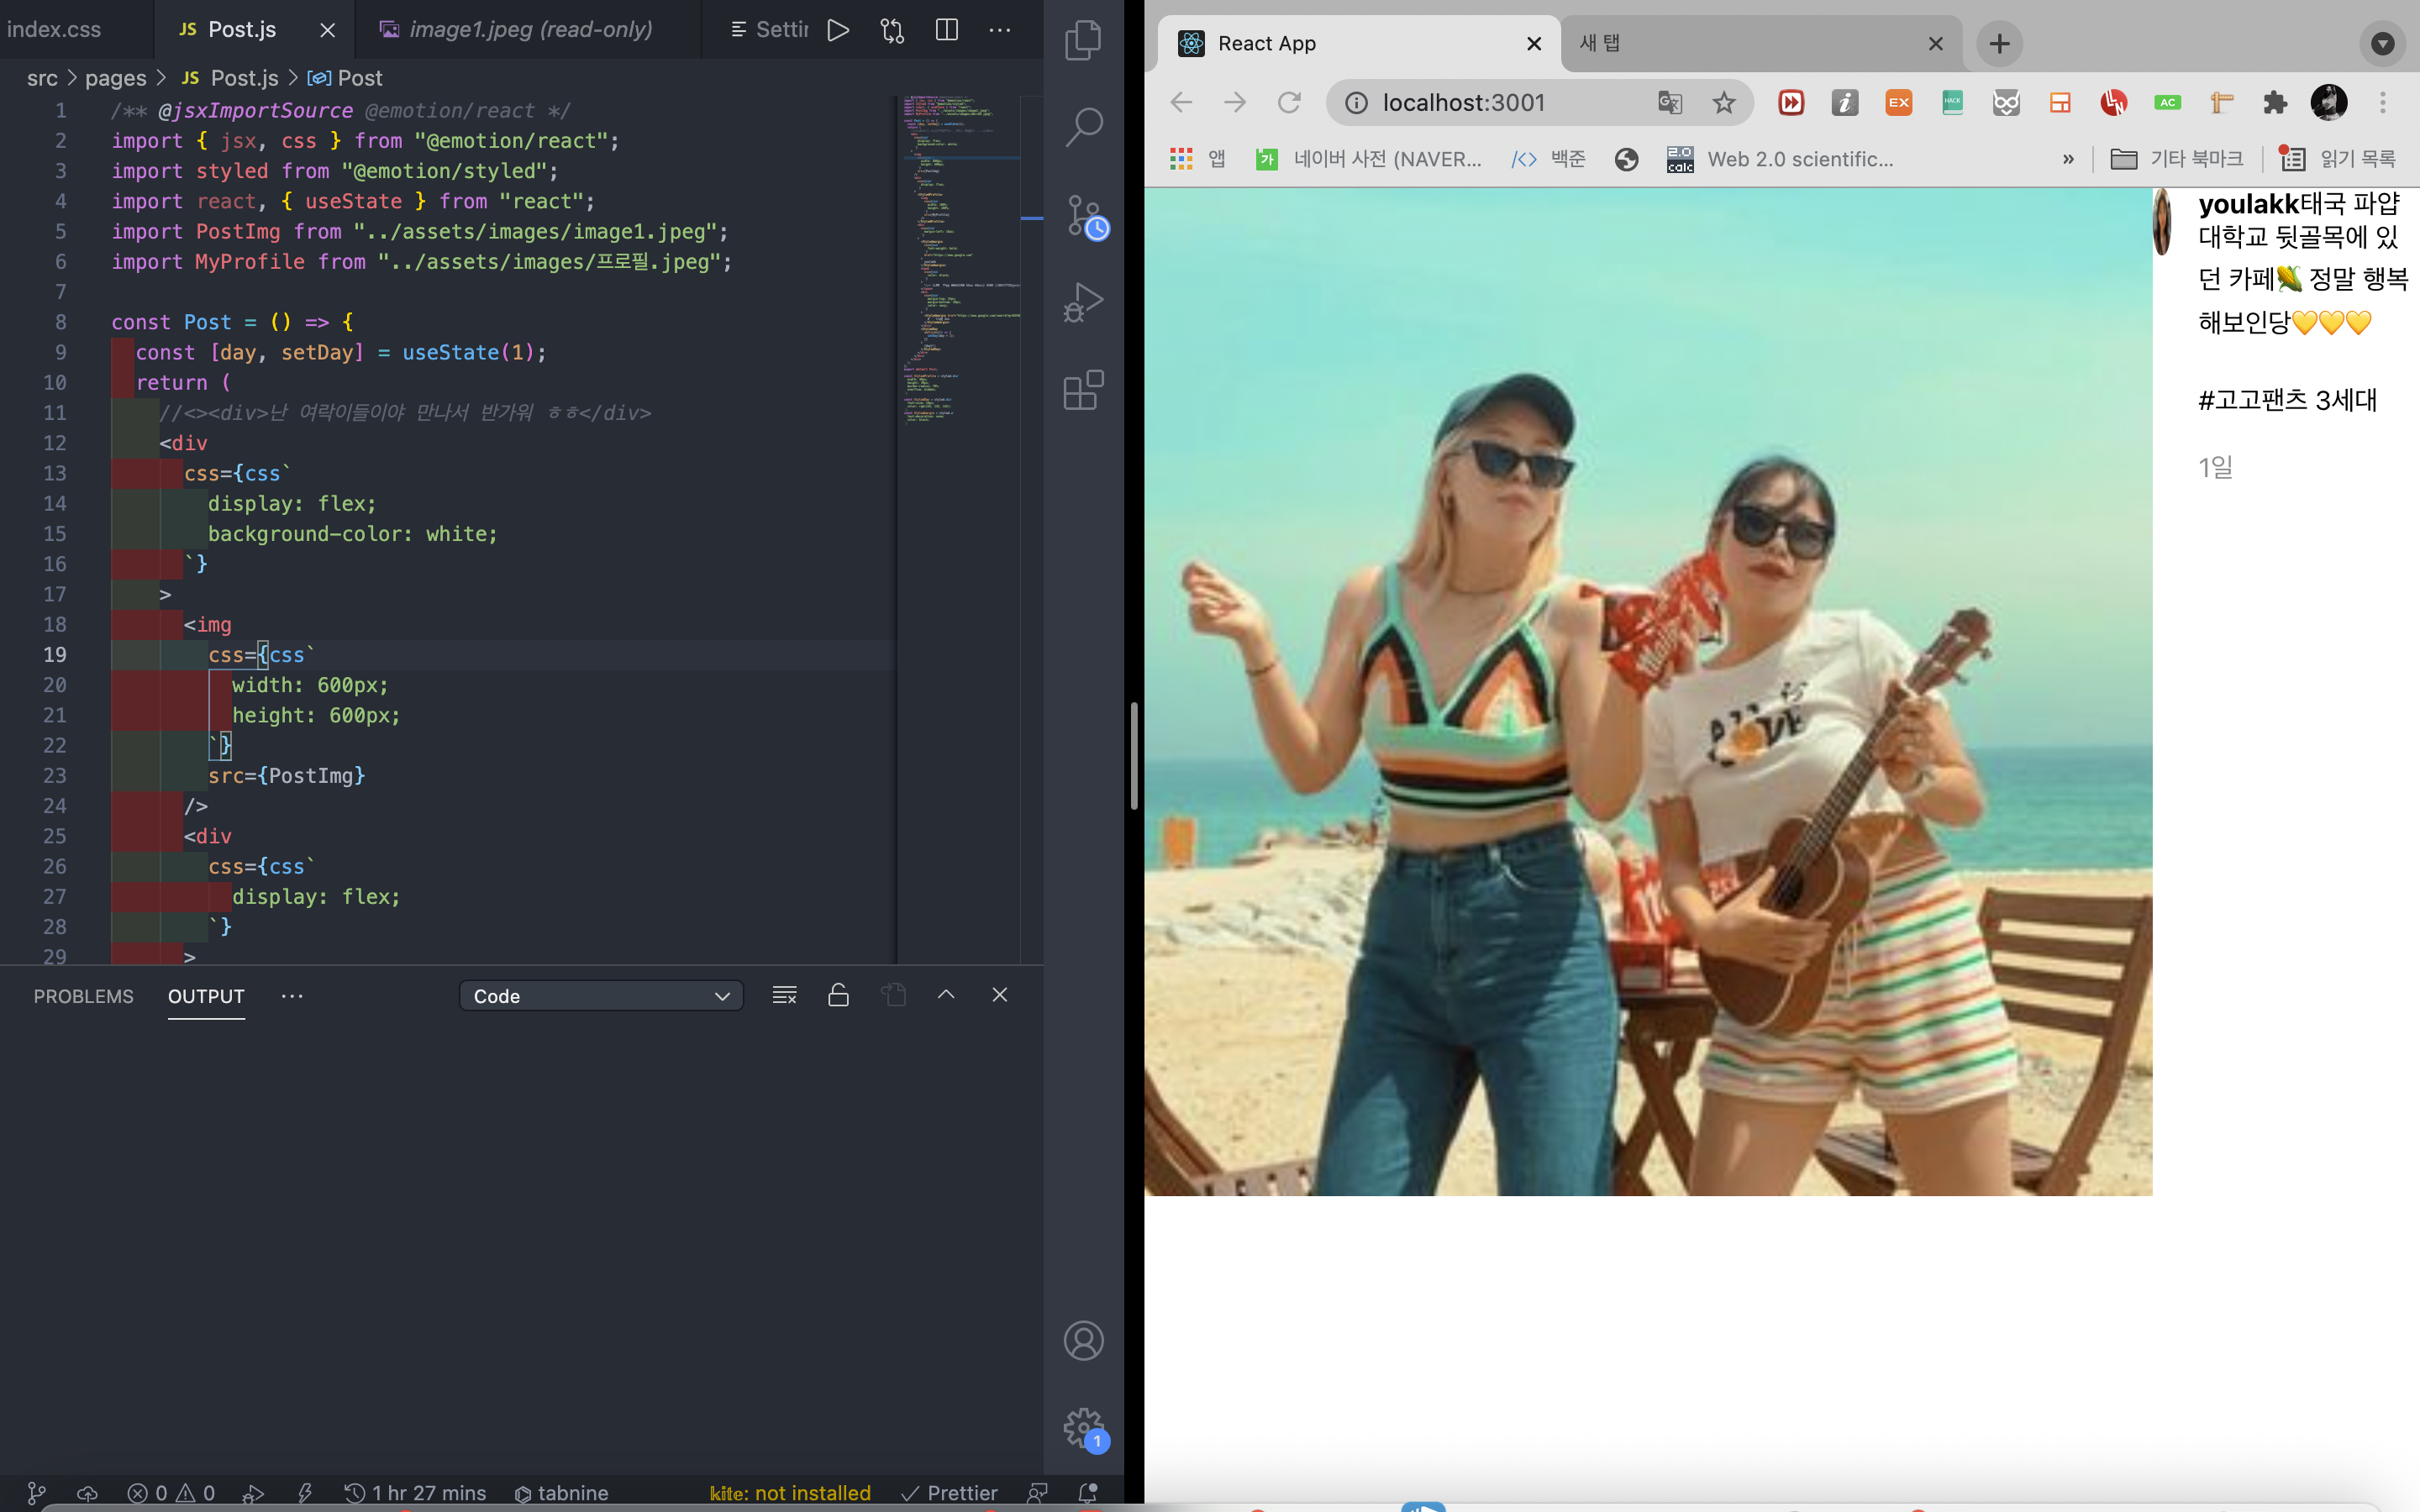 index.css
JS Post.js
image1.jpeg (read-only)
Settin
src > pages > JS Post.js > Post
1 /** @jsxImportSource @emotion/react */
2 import { jsx, css } from "@emotion/react";
3 import styled from "@emotion/styled";
4 import react, { useState } from "react";
5 import PostImg from "../assets/images/image1.jpeg";
6 import MyProfile from "../assets/images/프로필.jpeg";
7
8 const Post = () => {
9 const [day, setDay] = useState(1);
10 return (
11 //<><div>난 여락이들이야 만나서 반가워 ㅎㅎ</div>
12 <div
13 css={css`
14 display: flex;
15 background-color: white;
16 `}
17 >
18 <img
19 css={css`
20 width: 600px;
21 height: 600px;
22 `}
23 src={PostImg}
24 />
25 <div
26 css={css`
27 display: flex;
28 `}
29 >
PROBLEMS OUTPUT ···
Code
1
0 0 1 hr 27 mins tabnine kite: not installed Prettier
React App
새 탭
localhost:3001
EX
HACK
AC
앱
가 네이버 사전 (NAVER...
</> 백준
2.0 calc Web 2.0 scientific...
»
기타 북마크
읽기 목록
youlakk태국 파얍
대학교 뒷골목에 있
던 카페🌽 정말 행복
해보인당💛💛💛
#고고팬츠 3세대
1일